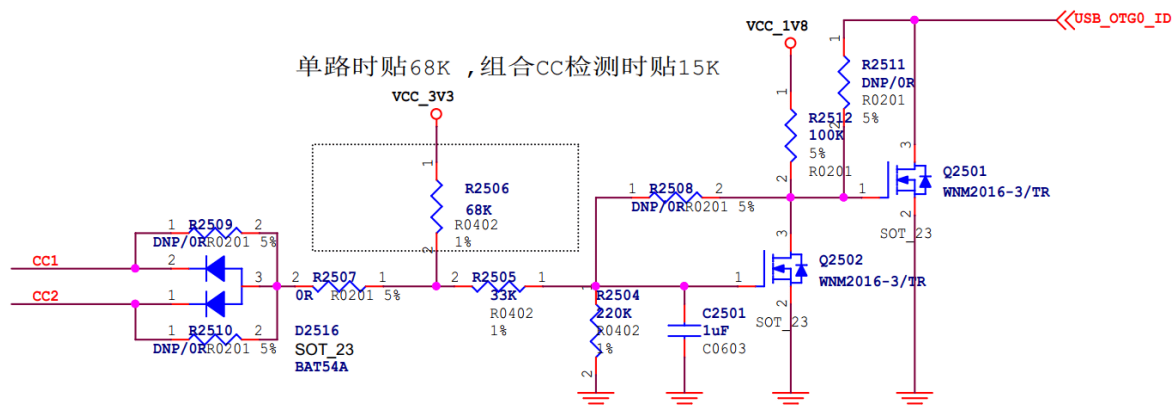 USB_OTG0_ID
VCC_1V8
单路时贴68K ,组合CC检测时贴15K
VCC_3V3
1
R2511
DNP/0R
R0201
5%
2
1
R2512
100K
5%
R0201
2
1
R2506
68K
R0402
1%
2
3
Q2501
WNM2016-3/TR
1
2
SOT_23
1 R2508 2
DNP/0R R0201 5%
1 R2509 2
DNP/0R R0201 5%
CC1
2
3
CC2
1
1 R2510 2
DNP/0R R0201 5%
D2516
SOT_23
BAT54A
2 R2507 1
0R R0201 5%
2 R2505 1
33K
R0402
1%
1
R2504
220K
R0402
1%
2
C2501
1uF
C0603
3
Q2502
WNM2016-3/TR
1
2
SOT_23